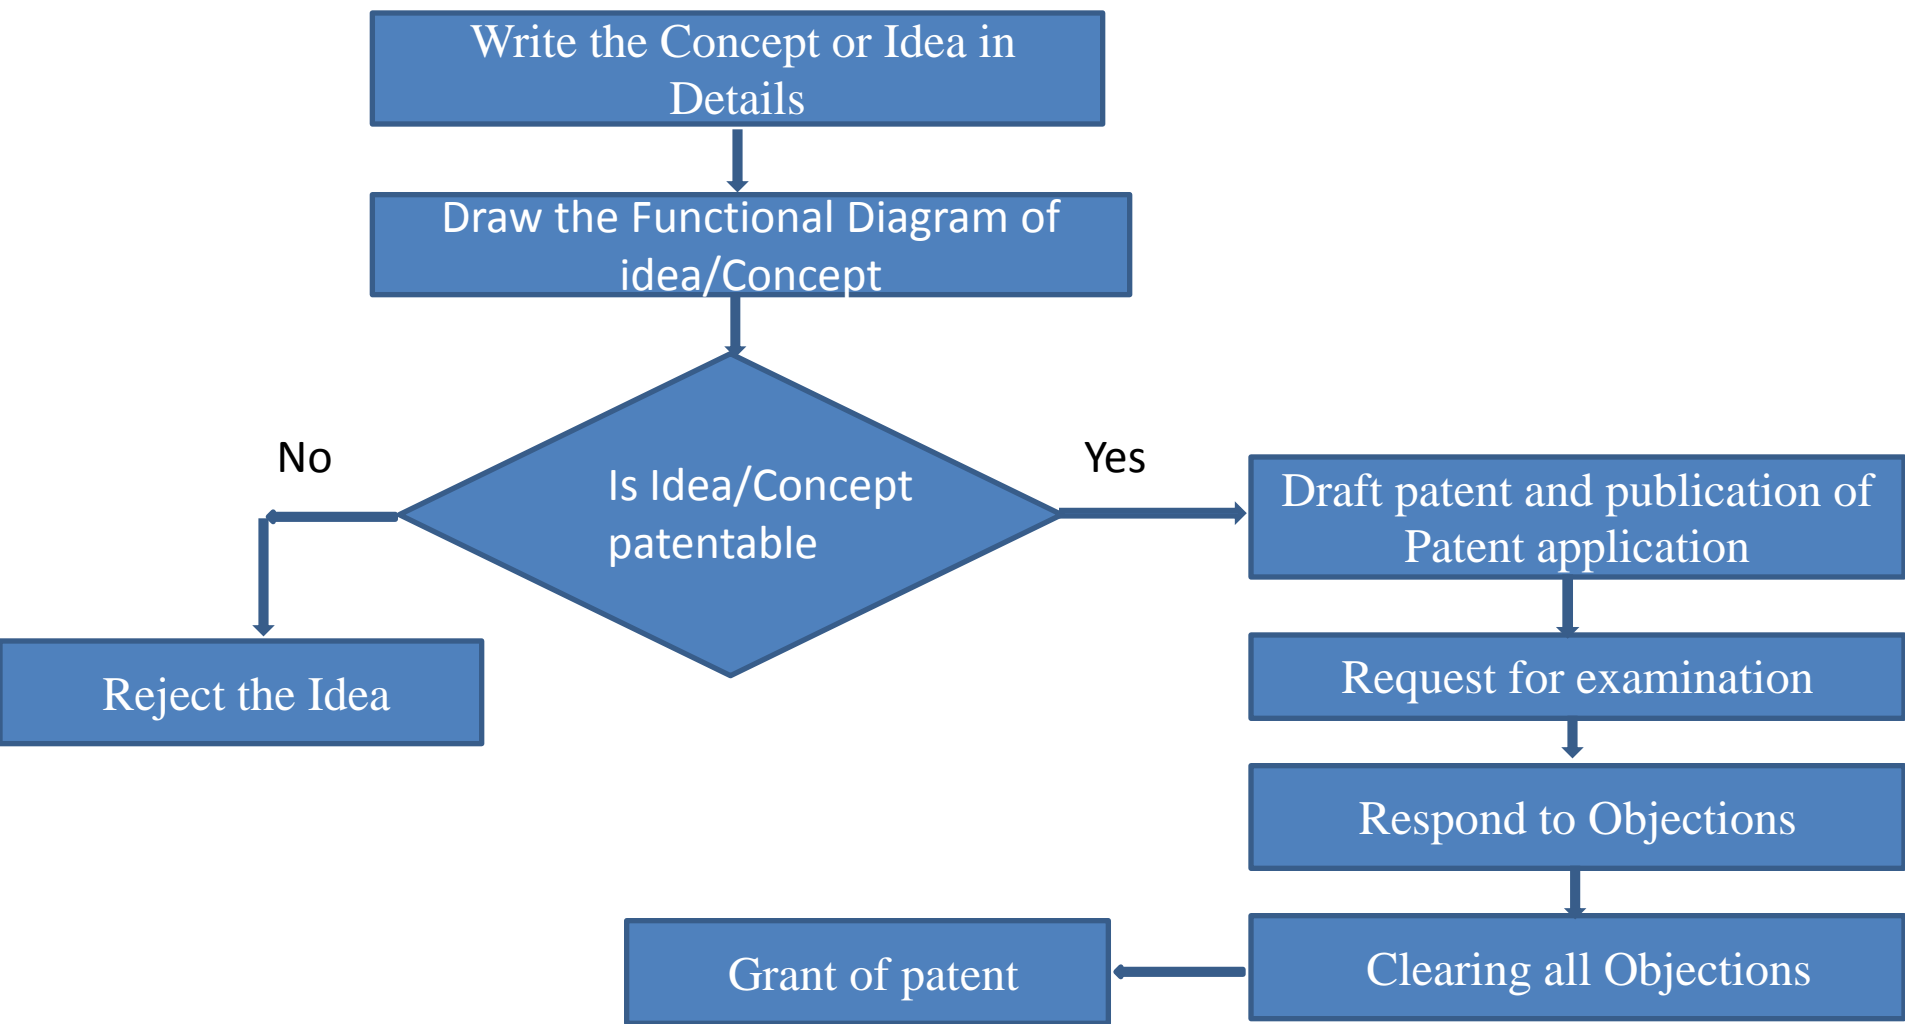 Write the Concept or Idea in
Details
Draw the Functional Diagram of
idea/Concept
No
Is Idea/Concept
patentable
Yes
Draft patent and publication of
Patent application
Reject the Idea
Request for examination
Respond to Objections
Clearing all Objections
Grant of patent